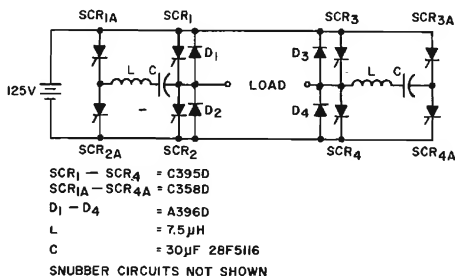 SCR1A SCR1 SCR3 SCR3A
L C D1 D3 L C
125V LOAD
D2 D4
SCR2A SCR2 SCR4 SCR4A
SCR1 — SCR4 = C395D
SCR1A—SCR4A = C358D
D1 – D4 = A396D
L = 7.5μH
C = 30μF 28F5116
SNUBBER CIRCUITS NOT SHOWN